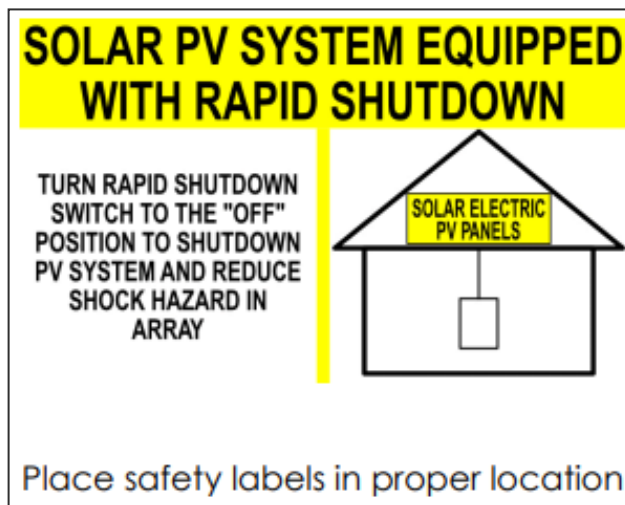 SOLAR PV SYSTEM EQUIPPED
WITH RAPID SHUTDOWN
TURN RAPID SHUTDOWN
SWITCH TO THE "OFF"
POSITION TO SHUTDOWN
PV SYSTEM AND REDUCE
SHOCK HAZARD IN
ARRAY
SOLAR ELECTRIC
PV PANELS
Place safety labels in proper location